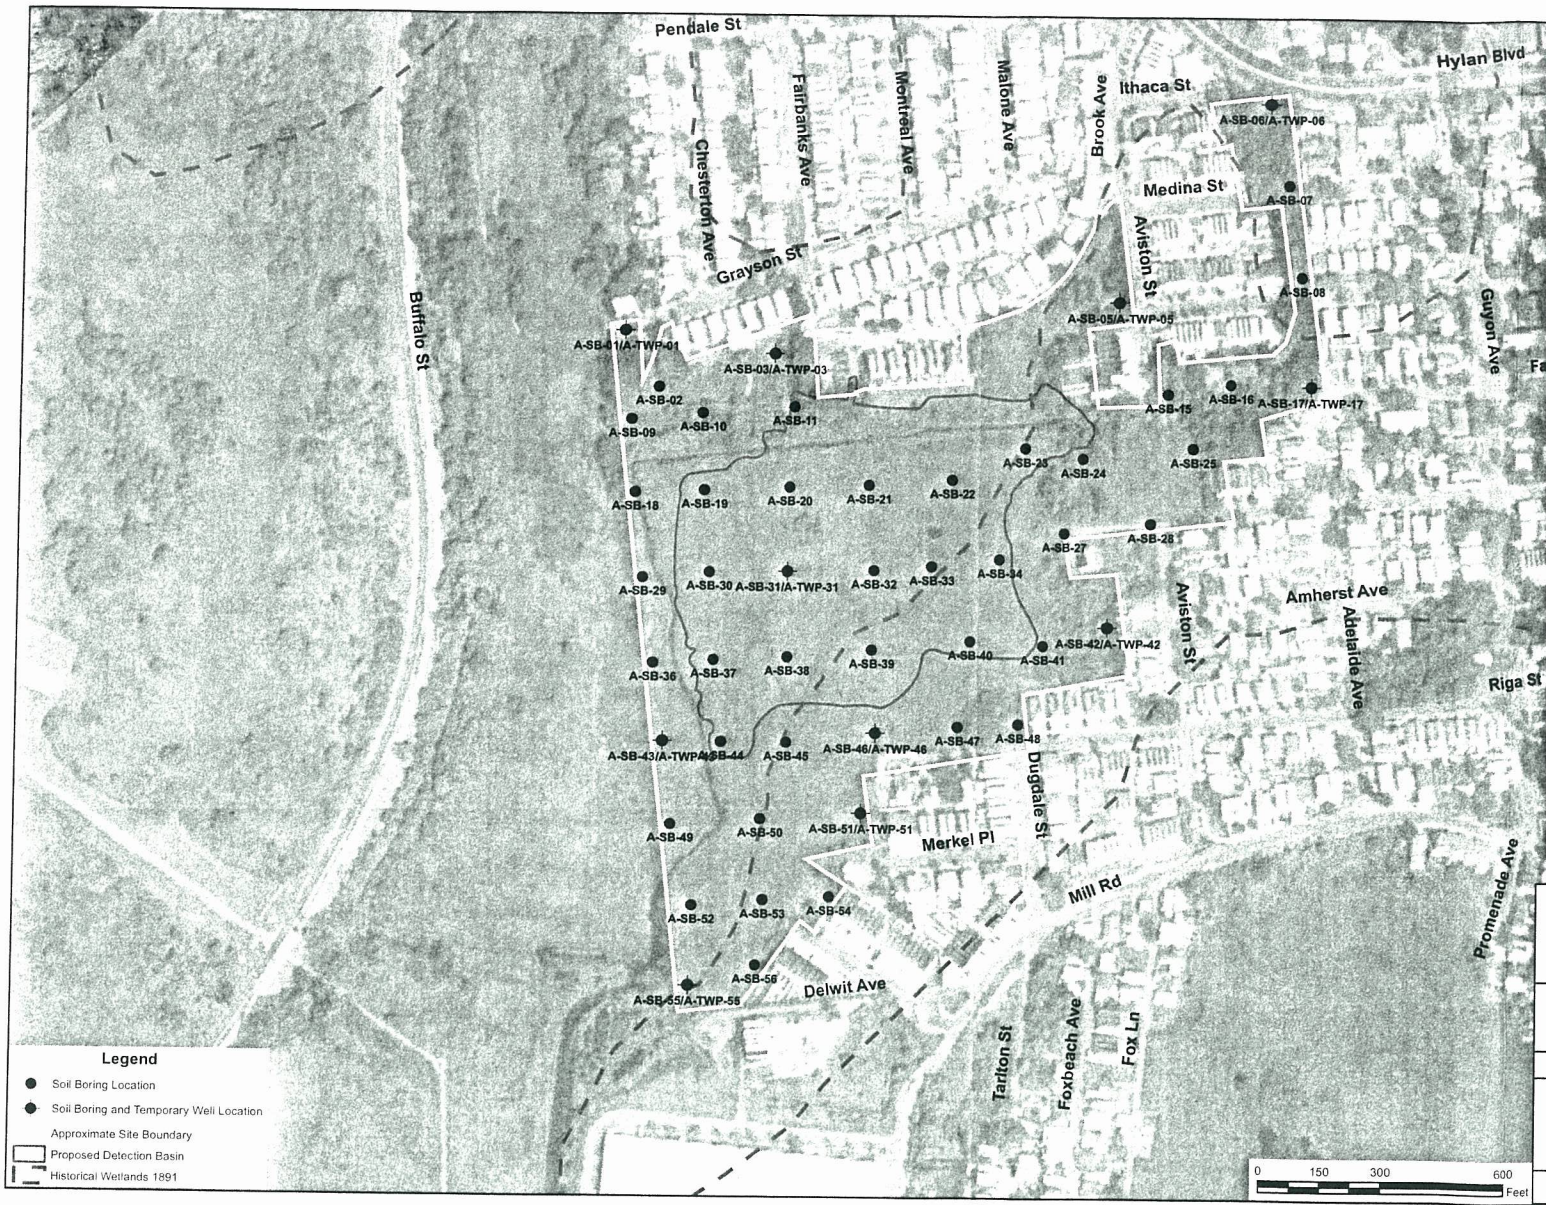 Pendale St
Hylan Blvd
Fairbanks Ave
Montreal Ave
Malone Ave
Brook Ave
Ithaca St
A-SB-06/A-TWP-06
Chesterton Ave
Medina St
A-SB-07
Grayson St
Aviston St
A-SB-08
Buffalo St
A-SB-05/A-TWP-05
Guyon Ave
A-SB-01/A-TWP-01
A-SB-03/A-TWP-03
Fa
A-SB-02
A-SB-15
A-SB-16
A-SB-17/A-TWP-17
A-SB-09
A-SB-10
A-SB-11
A-SB-23
A-SB-24
A-SB-25
A-SB-18
A-SB-19
A-SB-20
A-SB-21
A-SB-22
A-SB-27
A-SB-28
A-SB-29
A-SB-30
A-SB-31/A-TWP-31
A-SB-32
A-SB-33
A-SB-34
Aviston St
Amherst Ave
Adelaide Ave
A-SB-36
A-SB-37
A-SB-38
A-SB-39
A-SB-40
A-SB-41
A-SB-42/A-TWP-42
Riga St
A-SB-43/A-TWP-43
A-SB-44
A-SB-45
A-SB-46/A-TWP-46
A-SB-47
A-SB-48
Dugdale St
A-SB-49
A-SB-50
A-SB-51/A-TWP-51
Merkel Pl
Mill Rd
Promenade Ave
A-SB-52
A-SB-53
A-SB-54
A-SB-56
A-SB-55/A-TWP-55
Delwit Ave
Tarlton St
Foxbeach Ave
Fox Ln
Legend
Soil Boring Location
Soil Boring and Temporary Well Location
Approximate Site Boundary
Proposed Detection Basin
Historical Wetlands 1891
0 150 300 600
Feet